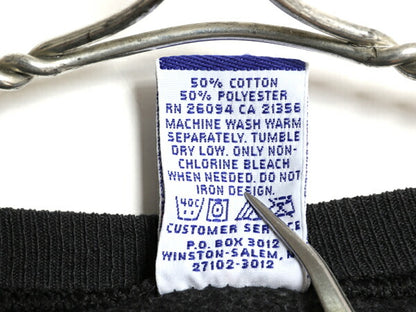 50% COTTON
50% POLYESTER
RN 26094 CA 21356
MACHINE WASH WARM
SEPARATELY. TUMBLE
DRY LOW. ONLY NON-
CHLORINE BLEACH
WHEN NEEDED. DO NOT
IRON DESIGN.
40C
CUSTOMER SERVICE
P.O. BOX 3012
WINSTON-SALEM, N
27102-3012